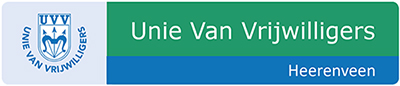 UVV
UNIE VAN VRIJWILLIGERS
Unie Van Vrijwilligers
Heerenveen